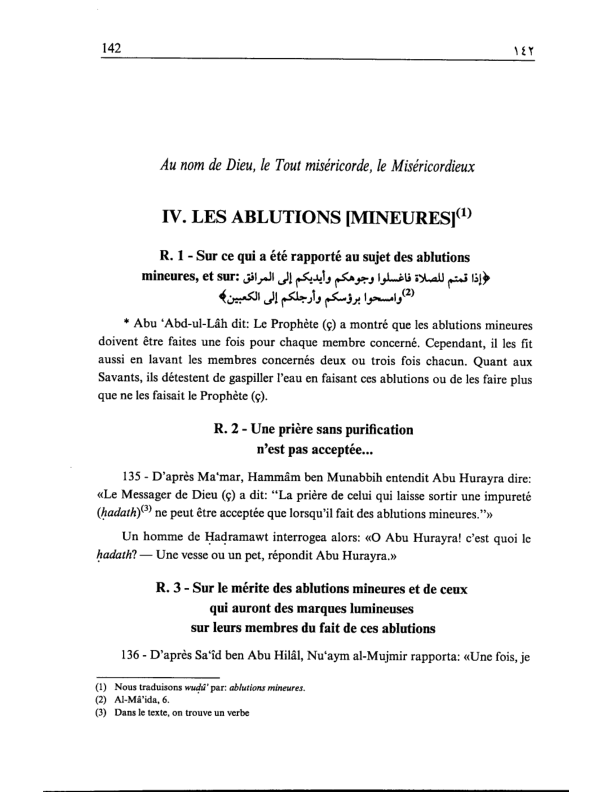 142 ١٤٢
Au nom de Dieu, le Tout miséricorde, le Miséricordieux
IV. LES ABLUTIONS [MINEURES](1)
R. 1 - Sur ce qui a été rapporté au sujet des ablutions
mineures, et sur: ﴿إذا قمتم للصلاة فاغسلوا وجوهكم وأيديكم إلى المرافق
وامسحوا برؤسكم وأرجلكم إلى الكعبين﴾(2)
* Abu ‘Abd-ul-Lâh dit: Le Prophète (ç) a montré que les ablutions mineures
doivent être faites une fois pour chaque membre concerné. Cependant, il les fit
aussi en lavant les membres concernés deux ou trois fois chacun. Quant aux
Savants, ils détestent de gaspiller l'eau en faisant ces ablutions ou de les faire plus
que ne les faisait le Prophète (ç).
R. 2 - Une prière sans purification
n'est pas acceptée...
135 - D'après Ma‘mar, Hammâm ben Munabbih entendit Abu Hurayra dire:
«Le Messager de Dieu (ç) a dit: “La prière de celui qui laisse sortir une impureté
(ḥadath)(3) ne peut être acceptée que lorsqu'il fait des ablutions mineures.”»
Un homme de Ḥaḍramawt interrogea alors: «O Abu Hurayra! c'est quoi le
ḥadath? — Une vesse ou un pet, répondit Abu Hurayra.»
R. 3 - Sur le mérite des ablutions mineures et de ceux
qui auront des marques lumineuses
sur leurs membres du fait de ces ablutions
136 - D'après Sa‘îd ben Abu Hilâl, Nu‘aym al-Mujmir rapporta: «Une fois, je
(1) Nous traduisons wuḍû’ par: ablutions mineures.
(2) Al-Mâ’ida, 6.
(3) Dans le texte, on trouve un verbe